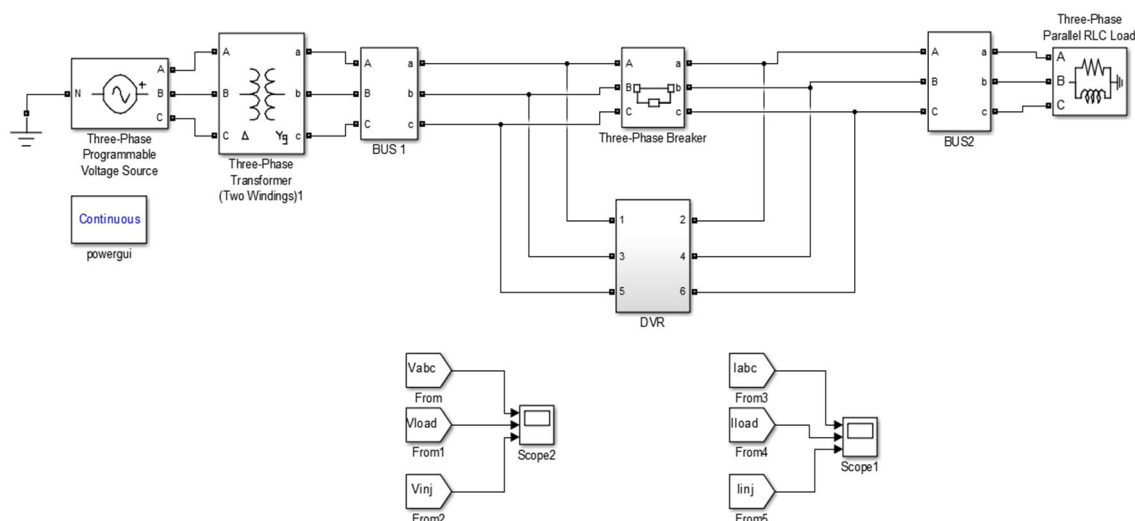 Three-Phase
Parallel RLC Load
N
+
A
B
C
Three-Phase
Programmable
Voltage Source
A
B
C
a
b
c
Δ
Yg
Three-Phase
Transformer
(Two Windings)1
A
B
C
a
b
c
BUS 1
A
B
C
a
b
c
Three-Phase Breaker
A
B
C
a
b
c
BUS2
A
B
C
Continuous
powergui
1
3
5
2
4
6
DVR
Vabc
From
Vload
From1
Vinj
From2
Scope2
Iabc
From3
Iload
From4
Iinj
From5
Scope1